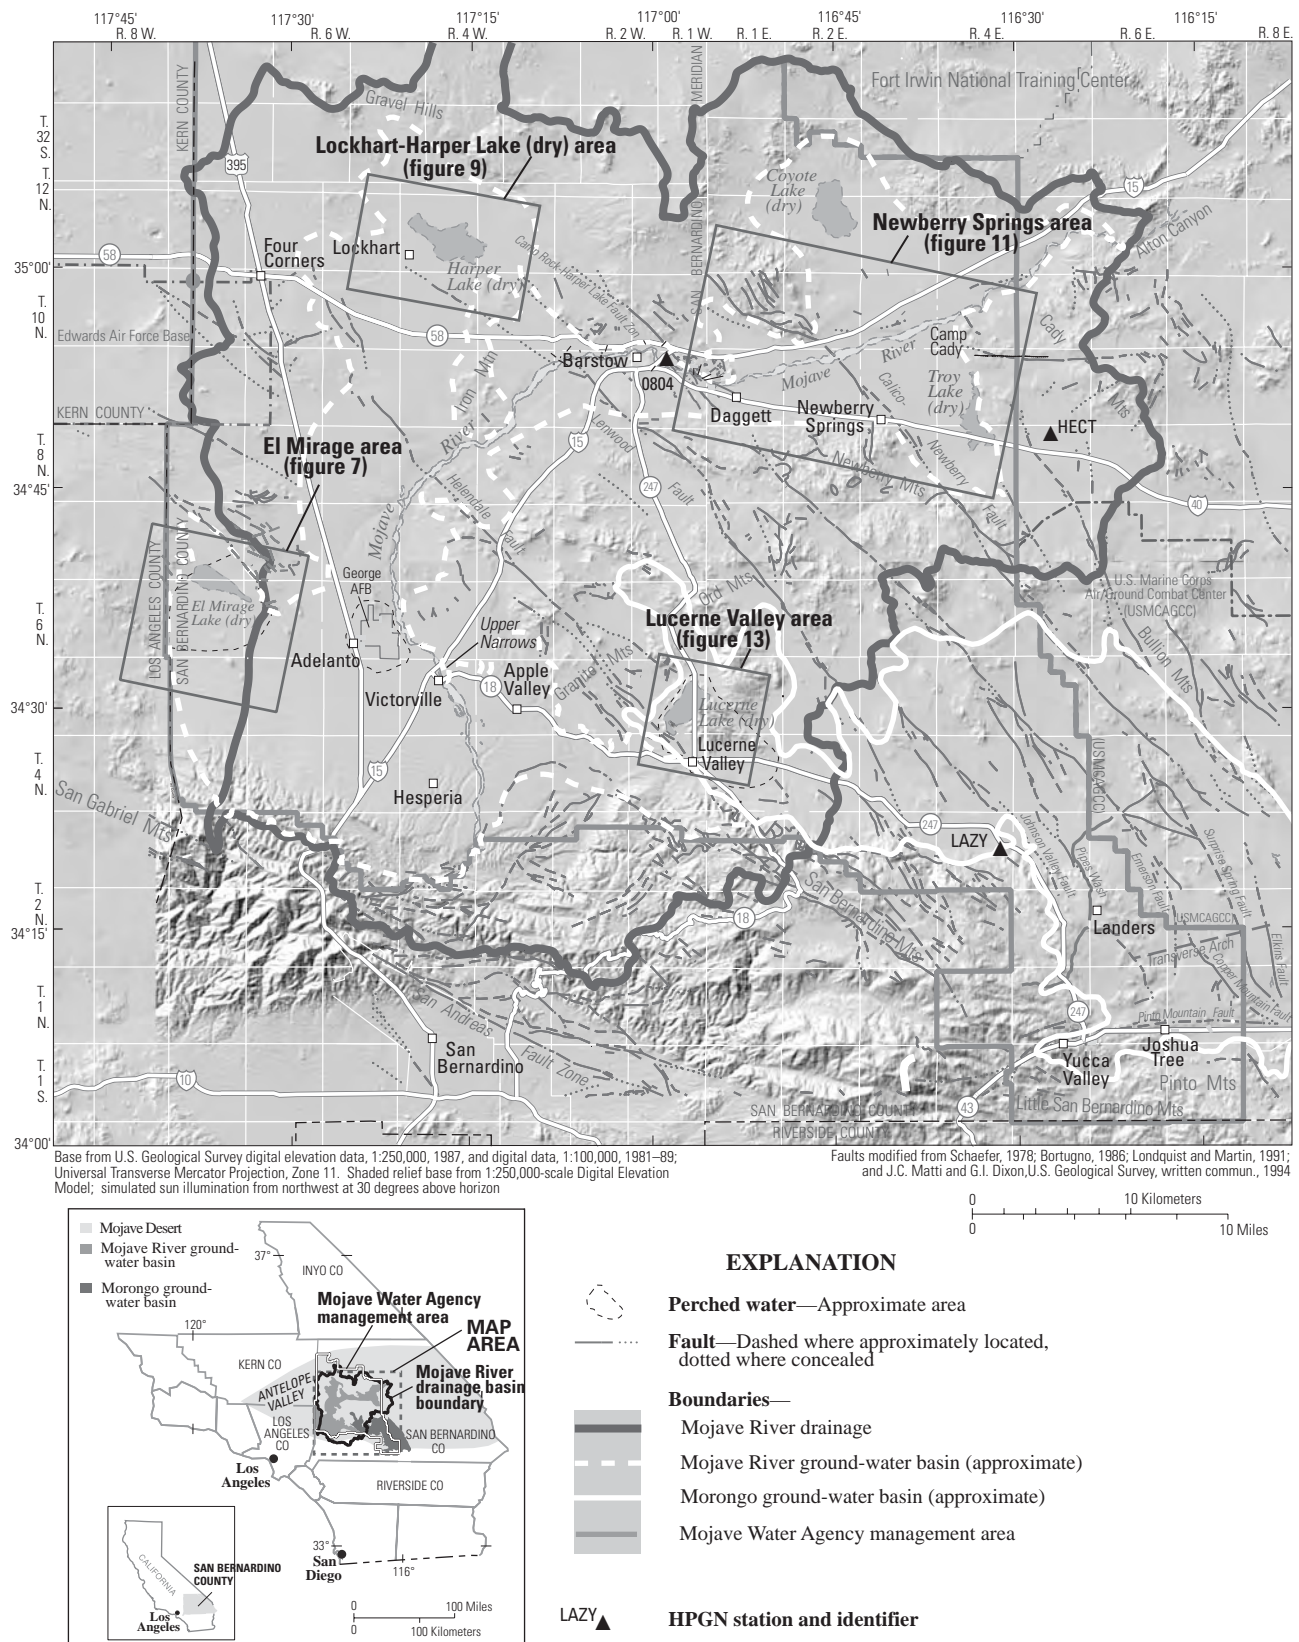 117°45' 117°30' 117°15' 117°00' 116°45' 116°30' 116°15'
R. 8 W. R. 6 W. R. 4 W. R. 2 W. R. 1 W. R. 1 E. R. 2 E. R. 4 E. R. 6 E. R. 8 E.
T. 32 S.
T. 12 N.
35°00'
T. 10 N.
T. 8 N.
34°45'
T. 6 N.
34°30'
T. 4 N.
T. 2 N.
34°15'
T. 1 N.
T. 1 S.
34°00'
KERN COUNTY
Gravel Hills
SAN BERNARDINO MERIDIAN
Fort Irwin National Training Center
395
Lockhart-Harper Lake (dry) area
(figure 9)
Coyote
Lake
(dry)
15
Newberry Springs area
(figure 11)
Alton Canyon
58
Four
Corners
Lockhart
Harper
Lake (dry)
Camp Rock-Harper Lake Fault Zone
Edwards Air Force Base
58
Barstow
0804
Iron Mtn
Mojave
River
Camp
Cady
Cady
Mts
Troy
Lake
(dry)
Calico-
Newberry
Fault
Daggett
Newberry
Springs
HECT
KERN COUNTY
El Mirage area
(figure 7)
River
Mojave
15
Lenwood
Fault
247
Newberry Mts
Helendale
Fault
40
LOS ANGELES COUNTY
SAN BERNARDINO COUNTY
El Mirage
Lake (dry)
George
AFB
Ord Mts
U.S. Marine Corps
Air/Ground Combat Center
(USMCAGCC)
Bullion Mts
Lucerne Valley area
(figure 13)
Adelanto
Upper
Narrows
Victorville
18
Apple
Valley
Granite Mts
Lucerne
Lake (dry)
Lucerne
Valley
(USMCAGCC)
15
Hesperia
San Gabriel Mts
247
LAZY
Johnson Valley Fault
Pipes Wash
Emerson Fault
Surprise Spring Fault
San Bernardino Mts
18
Landers
USMCAGCC
Transverse Arch
Copper Mountain Fault
Elkins Fault
San Andreas
Fault Zone
247
Pinto Mountain Fault
San
Bernardino
Yucca
Valley
Joshua
Tree
Pinto Mts
10
43
Little San Bernardino Mts
SAN BERNARDINO COUNTY
RIVERSIDE COUNTY
Base from U.S. Geological Survey digital elevation data, 1:250,000, 1987, and digital data, 1:100,000, 1981–89;
Universal Transverse Mercator Projection, Zone 11. Shaded relief base from 1:250,000-scale Digital Elevation
Model; simulated sun illumination from northwest at 30 degrees above horizon
Faults modified from Schaefer, 1978; Bortugno, 1986; Londquist and Martin, 1991;
and J.C. Matti and G.I. Dixon,U.S. Geological Survey, written commun., 1994
0 10 Kilometers
0 10 Miles
Mojave Desert
Mojave River ground-
water basin
Morongo ground-
water basin
37°
INYO CO
Mojave Water Agency
management area
MAP
AREA
120°
KERN CO
ANTELOPE
VALLEY
Mojave River
drainage basin
boundary
LOS
ANGELES
CO
SAN BERNARDINO
CO
Los
Angeles
RIVERSIDE CO
33°
San
Diego
116°
CALIFORNIA
SAN BERNARDINO
COUNTY
Los
Angeles
0 100 Miles
0 100 Kilometers
EXPLANATION
Perched water—Approximate area
Fault—Dashed where approximately located,
dotted where concealed
Boundaries—
Mojave River drainage
Mojave River ground-water basin (approximate)
Morongo ground-water basin (approximate)
Mojave Water Agency management area
LAZY HPGN station and identifier